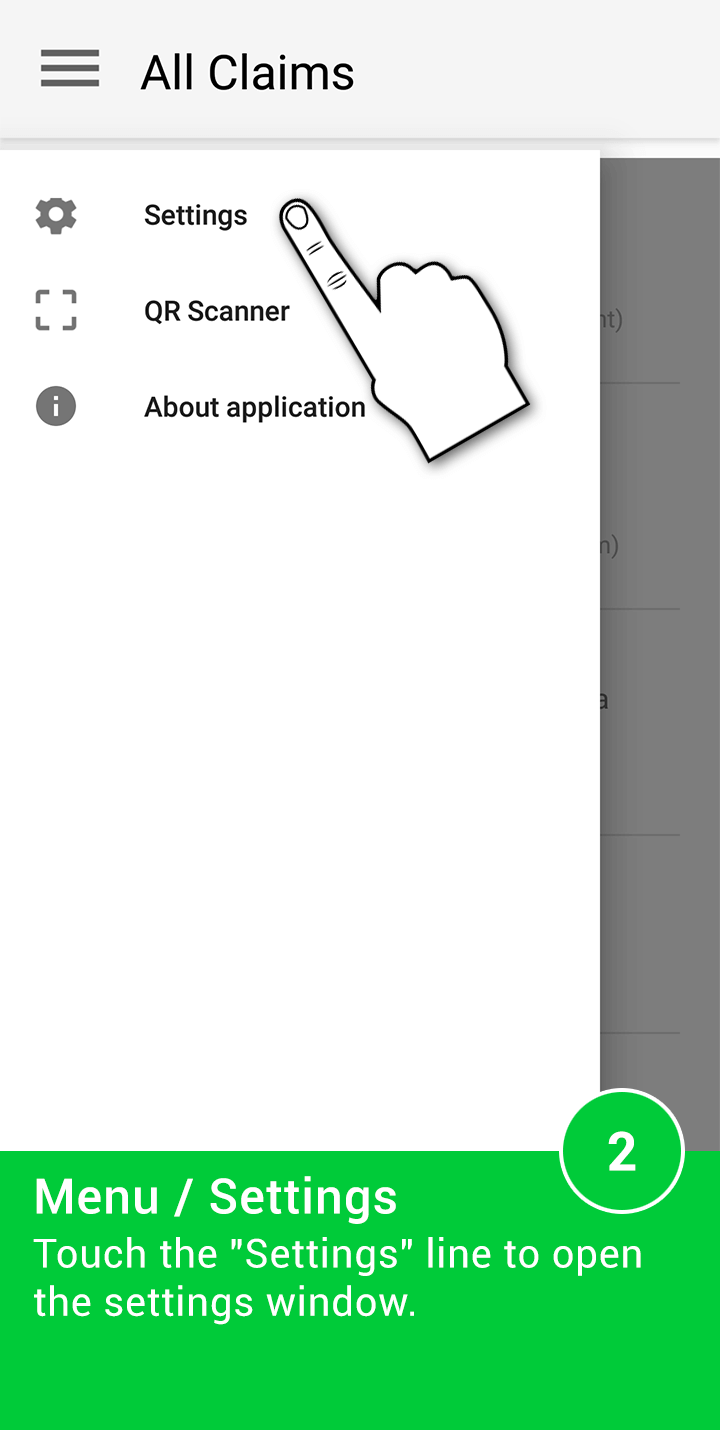 All Claims
Settings
QR Scanner
nt)
About application
n)
a
2
Menu / Settings
Touch the "Settings" line to open
the settings window.